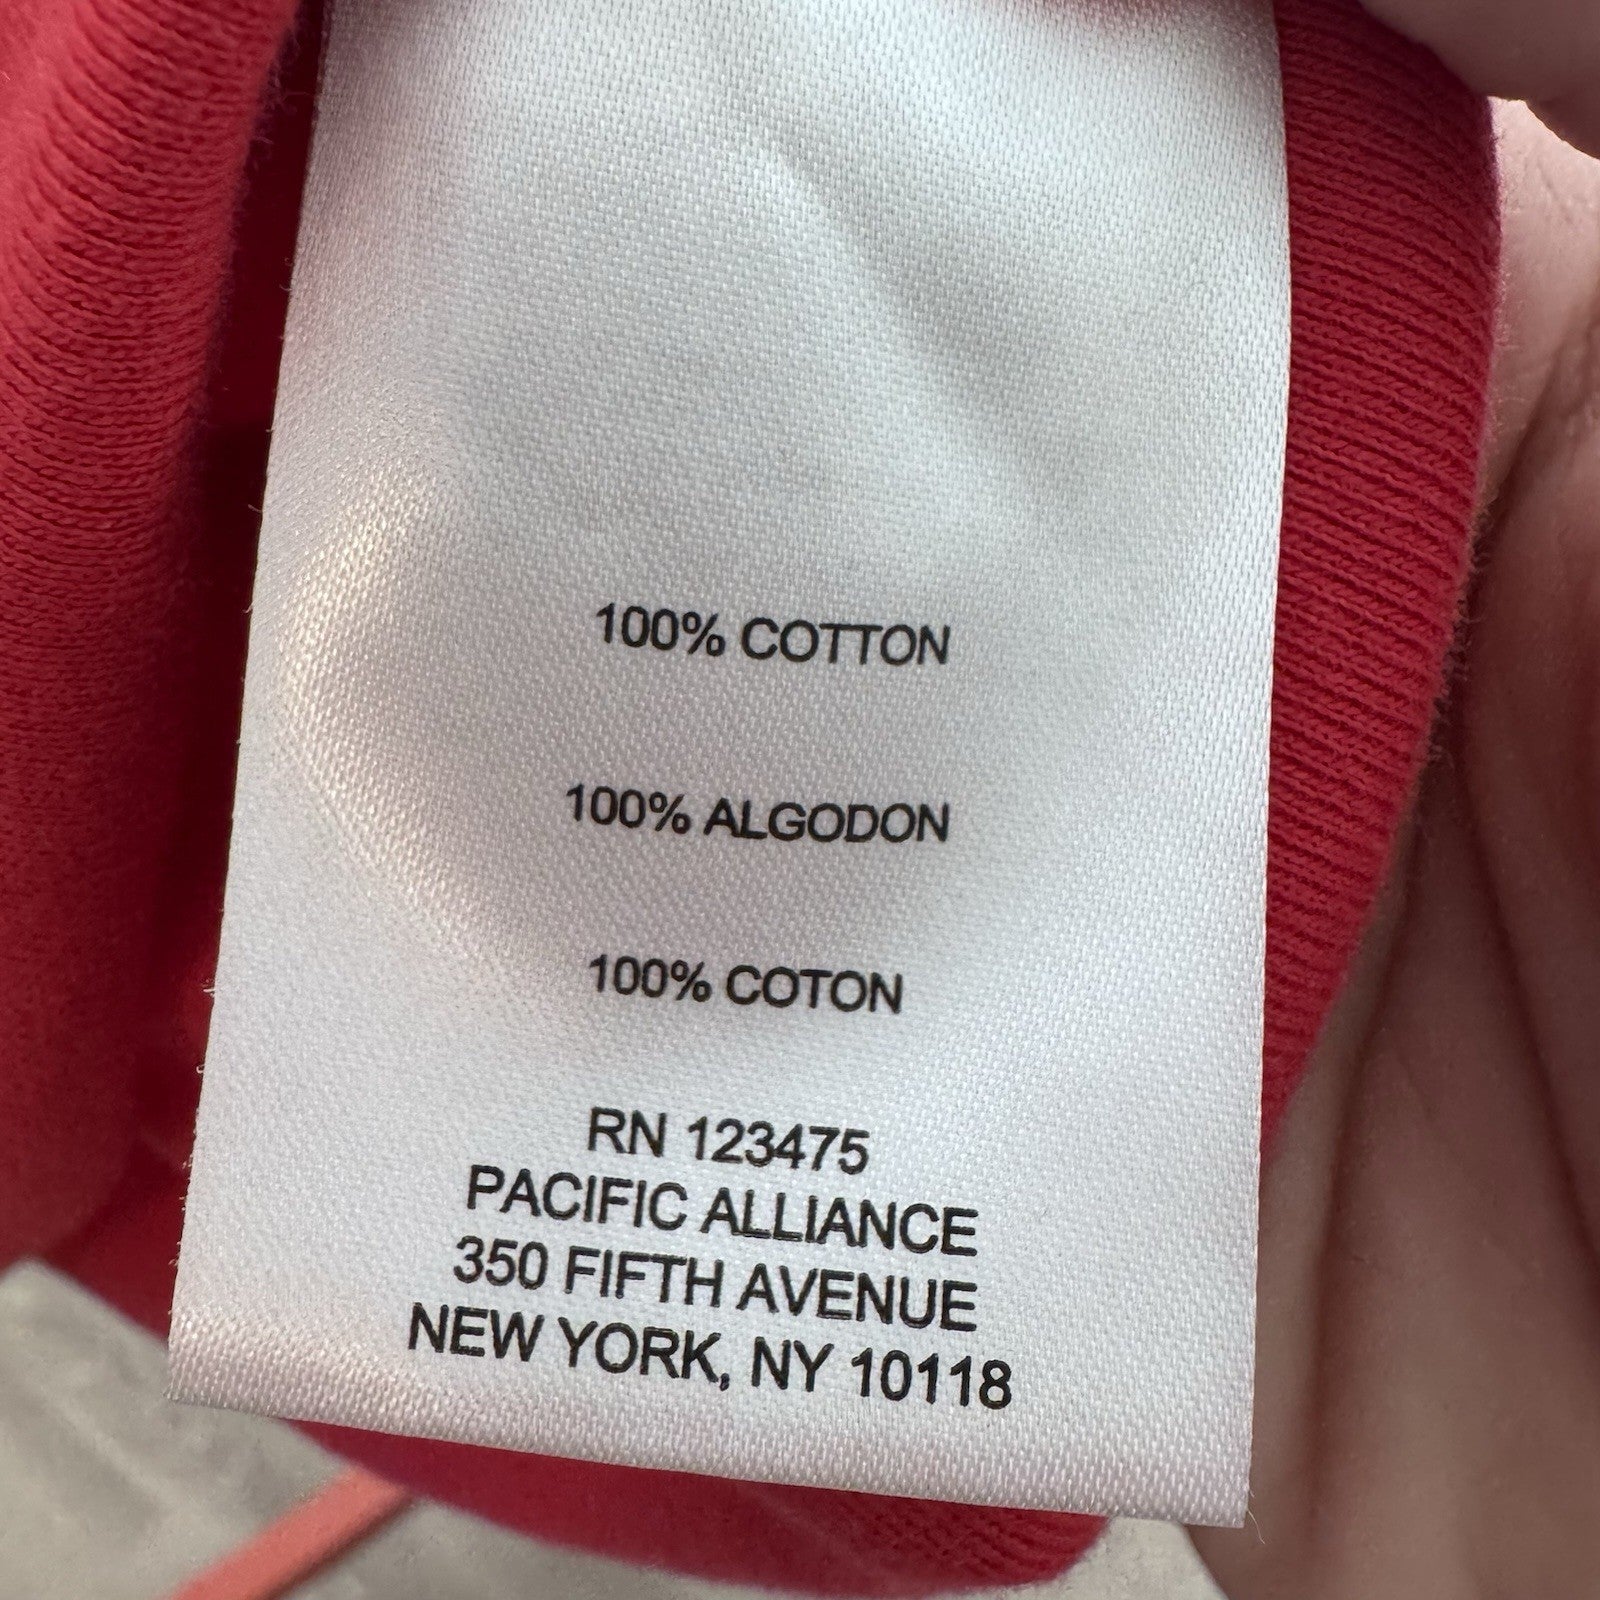 100% COTTON
100% ALGODON
100% COTON
RN 123475
PACIFIC ALLIANCE
350 FIFTH AVENUE
NEW YORK, NY 10118